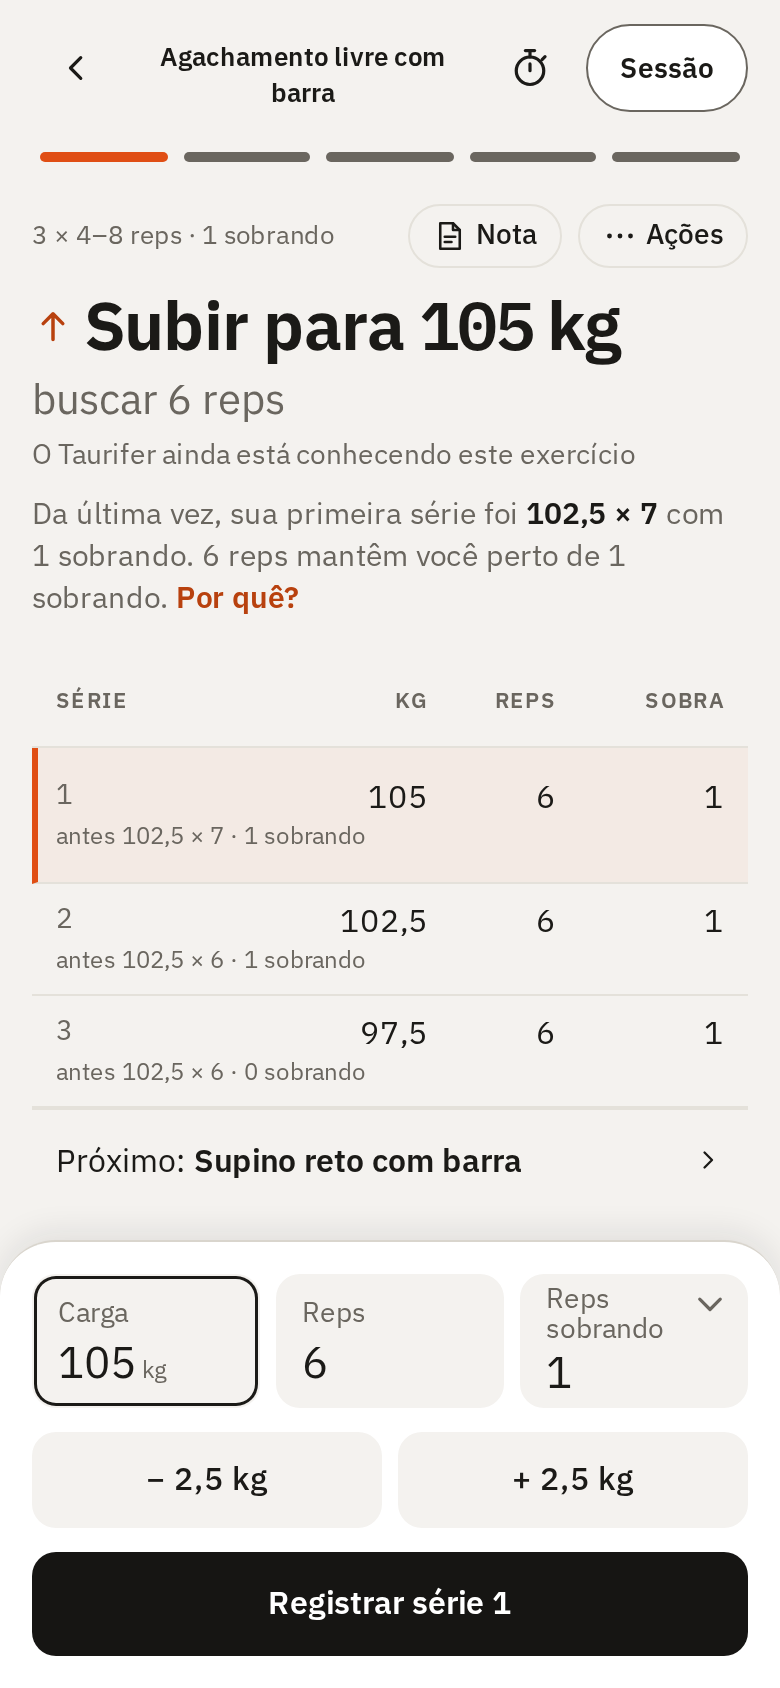 Agachamento livre com
barra
Sessão
3 × 4–8 reps · 1 sobrando
Nota
Ações
↑ Subir para 105 kg
buscar 6 reps
O Taurifer ainda está conhecendo este exercício
Da última vez, sua primeira série foi 102,5 × 7 com
1 sobrando. 6 reps mantêm você perto de 1
sobrando. Por quê?
SÉRIE KG REPS SOBRA
1 105 6 1
antes 102,5 × 7 · 1 sobrando
2 102,5 6 1
antes 102,5 × 6 · 1 sobrando
3 97,5 6 1
antes 102,5 × 6 · 0 sobrando
Próximo: Supino reto com barra
Carga
105 kg
Reps
6
Reps
sobrando
1
− 2,5 kg
+ 2,5 kg
Registrar série 1